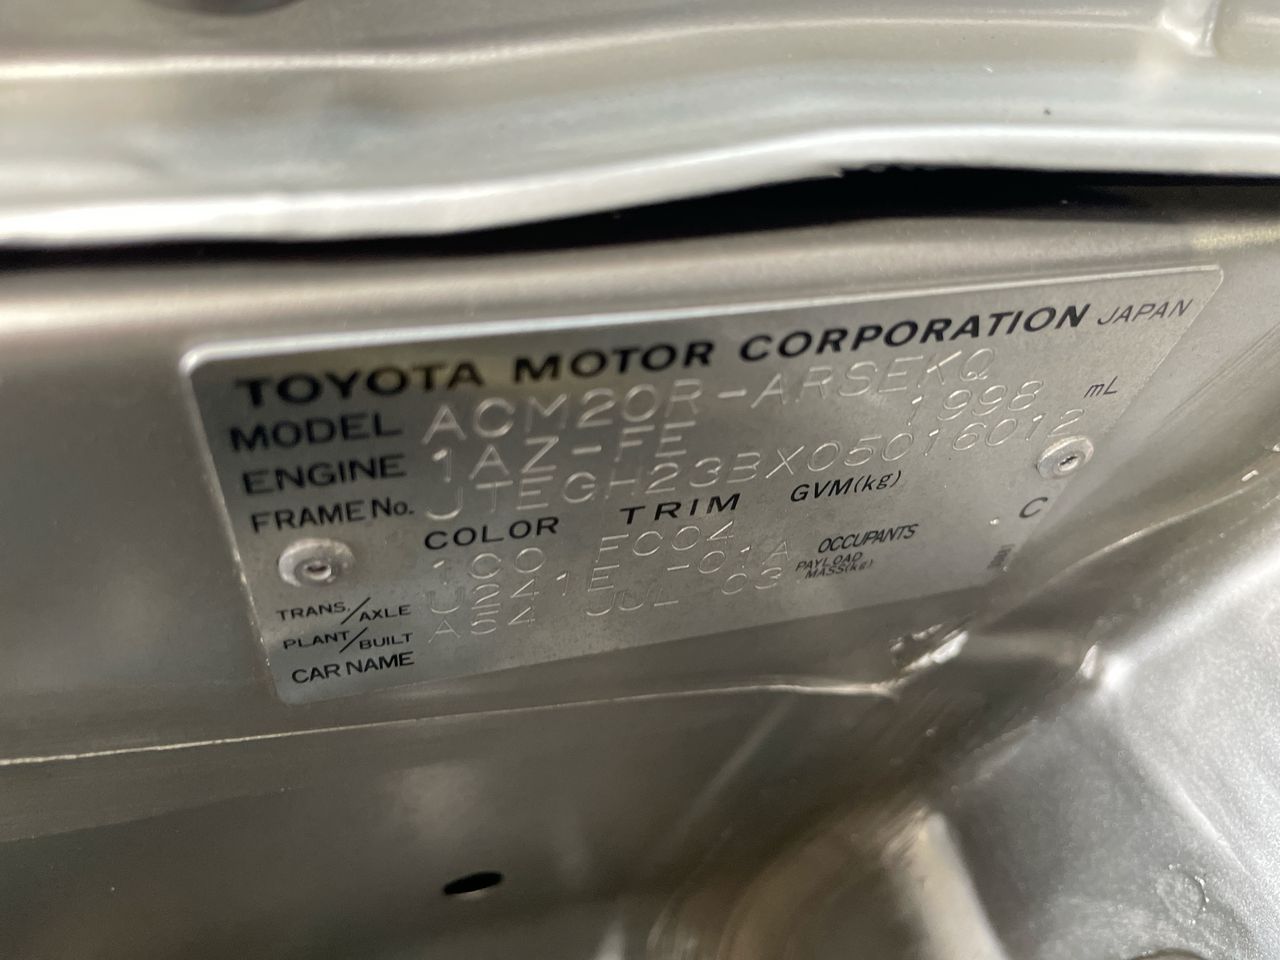 TOYOTA MOTOR CORPORATION JAPAN
MODEL ACM20R-ARSEKQ
ENGINE 1AZ-FE 1998 mL
FRAME No. JTEGH23BX05016012
COLOR TRIM GVM(kg)
1C0 FC04 C
TRANS./AXLE U241E -01A OCCUPANTS
PLANT/BUILT A54 JUL 03 PAYLOAD MASS(kg)
CAR NAME